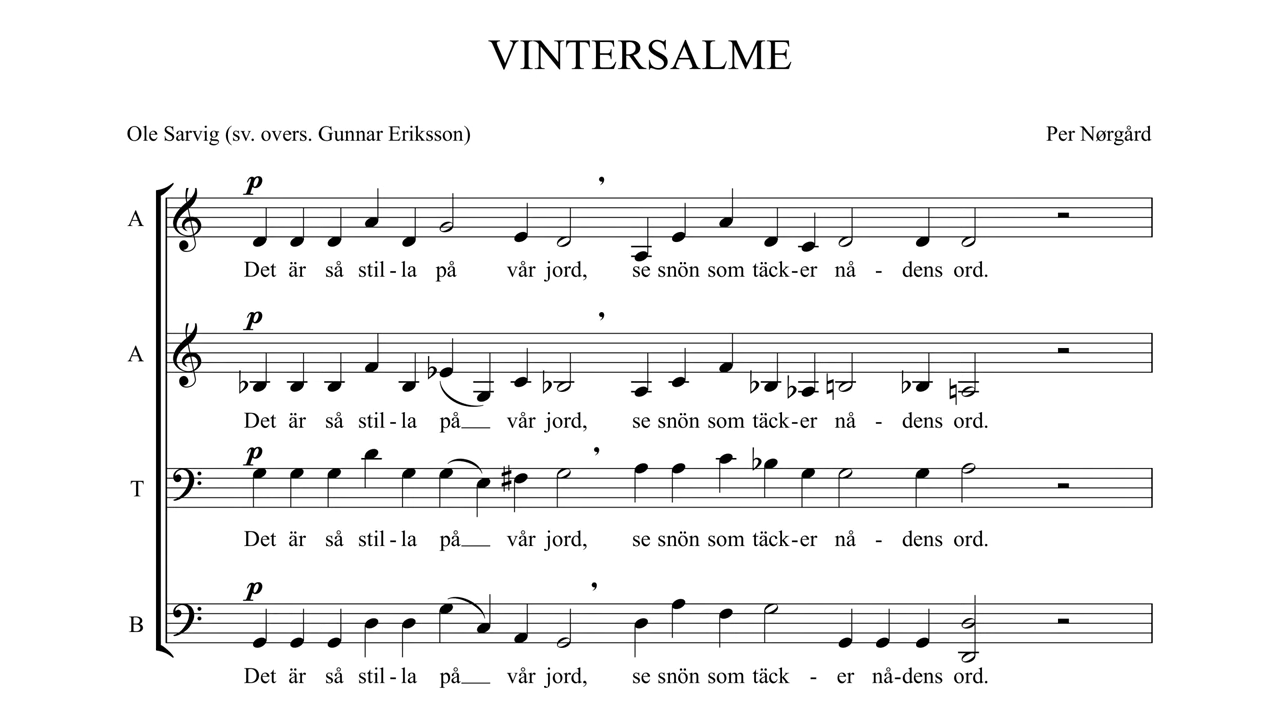 VINTERSALME
Ole Sarvig (sv. overs. Gunnar Eriksson)
Per Nørgård
p
A
Det är så stil - la på vår jord, se snön som täck-er nå - dens ord.
p
A
Det är så stil - la på__ vår jord, se snön som täck-er nå - dens ord.
p
T
Det är så stil - la på__ vår jord, se snön som täck-er nå - dens ord.
p
B
Det är så stil - la på__ vår jord, se snön som täck - er nå-dens ord.